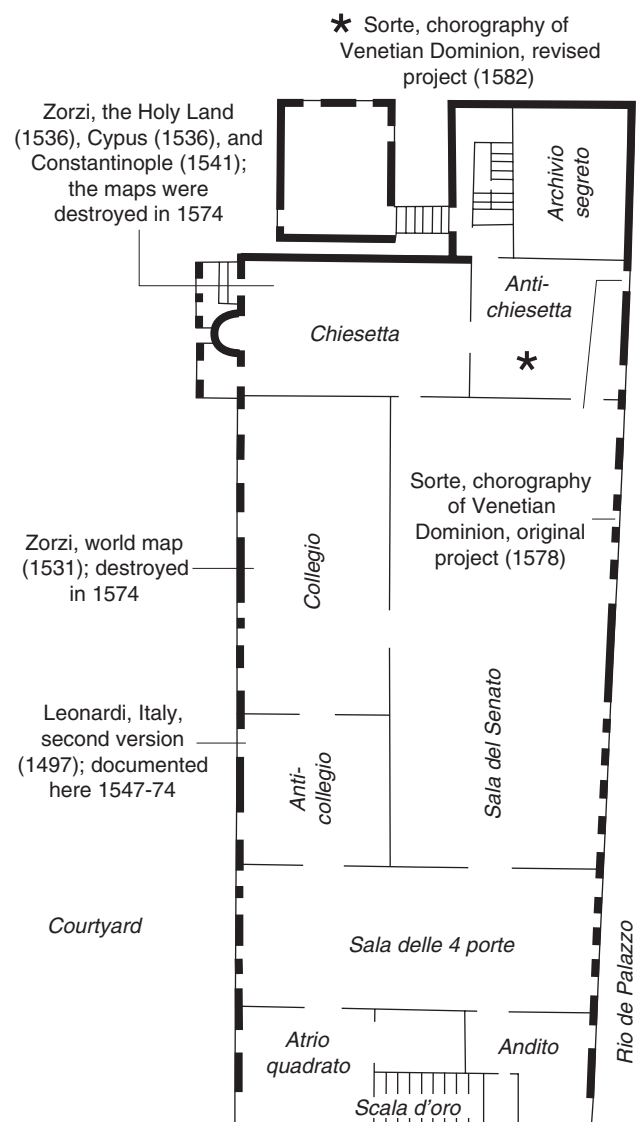 * Sorte, chorography of
Venetian Dominion, revised
project (1582)
Zorzi, the Holy Land
(1536), Cypus (1536), and
Constantinople (1541);
the maps were
destroyed in 1574
Archivio
segreto
Anti-
chiesetta
*
Chiesetta
Sorte, chorography
of Venetian
Dominion, original
project (1578)
Zorzi, world map
(1531); destroyed
in 1574
Collegio
Leonardi, Italy,
second version
(1497); documented
here 1547-74
Anti-
collegio
Sala del Senato
Courtyard
Sala delle 4 porte
Rio de Palazzo
Atrio
quadrato
Andito
Scala d'oro